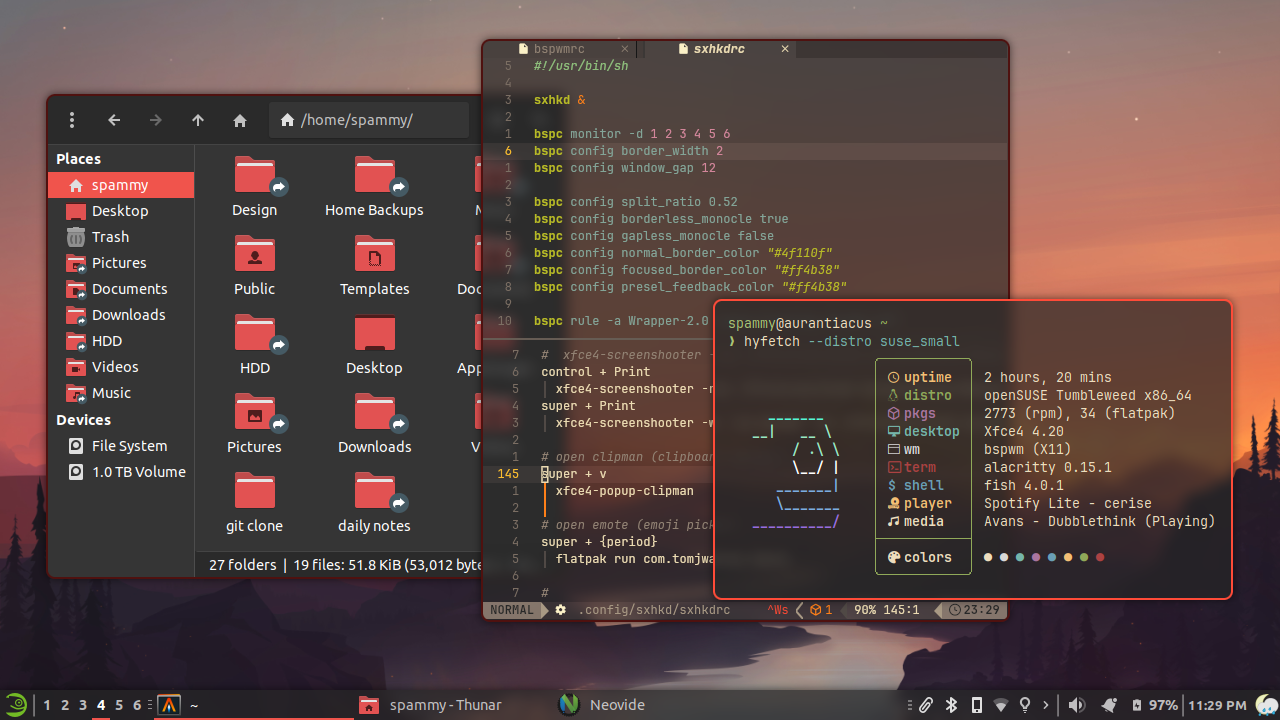 /home/spammy/
Places
spammy
Desktop
Trash
Pictures
Documents
Downloads
HDD
Videos
Music
Devices
File System
1.0 TB Volume
Design
Home Backups
Public
Templates
HDD
Desktop
Pictures
Downloads
git clone
daily notes
27 folders | 19 files: 51.8 KiB (53,012 byte
bspwmrc ×
sxhkdrc ×
5 #!/usr/bin/sh
4
3 sxhkd &
2
1 bspc monitor -d 1 2 3 4 5 6
6 bspc config border_width 2
1 bspc config window_gap 12
2
3 bspc config split_ratio 0.52
4 bspc config borderless_monocle true
5 bspc config gapless_monocle false
6 bspc config normal_border_color "#4f110f"
7 bspc config focused_border_color "#ff4b38"
8 bspc config presel_feedback_color "#ff4b38"
9
10 bspc rule -a Wrapper-2.0
7 # xfce4-screenshooter -
6 control + Print
5 xfce4-screenshooter -
4 super + Print
3 xfce4-screenshooter -
2
1 # open clipman (clipboar
145 super + v
1 xfce4-popup-clipman
2
3 # open emote (emoji pick
4 super + {period}
5 flatpak run com.tomjwa
6
7 #
NORMAL .config/sxhkd/sxhkdrc ^Ws 1 90% 145:1 23:29
spammy@aurantiacus ~
❯ hyfetch --distro suse_small
uptime 2 hours, 20 mins
distro openSUSE Tumbleweed x86_64
pkgs 2773 (rpm), 34 (flatpak)
desktop Xfce4 4.20
wm bspwm (X11)
term alacritty 0.15.1
shell fish 4.0.1
player Spotify Lite - cerise
media Avans - Dubblethink (Playing)
colors
1 2 3 4 5 6 ~ spammy - Thunar Neovide 97% 11:29 PM